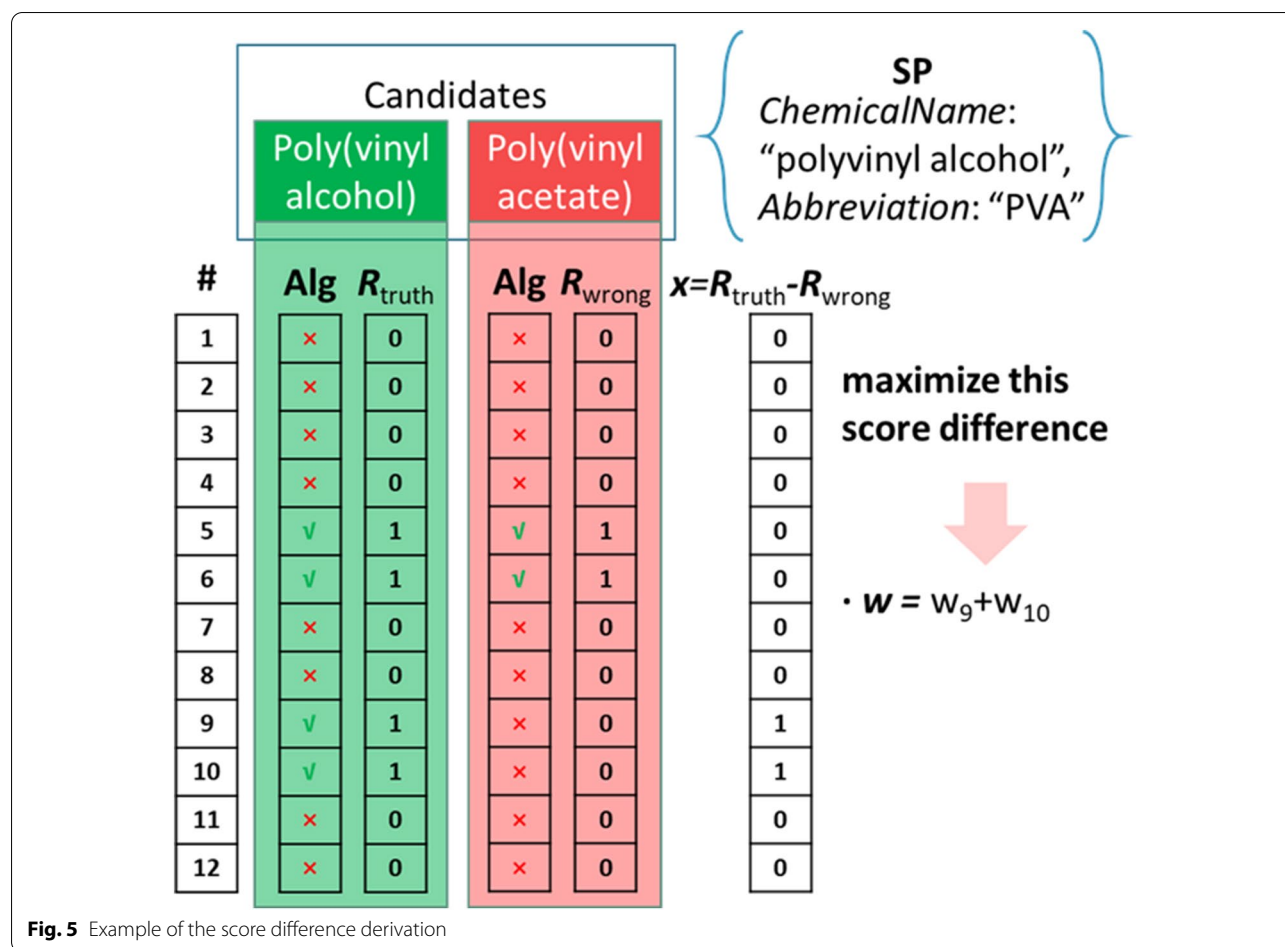 Candidates
Poly(vinyl
alcohol)
Poly(vinyl
acetate)
SP
ChemicalName:
“polyvinyl alcohol”,
Abbreviation: “PVA”
# Alg Rtruth Alg Rwrong x=Rtruth-Rwrong
1 × 0 × 0 0
2 × 0 × 0 0
3 × 0 × 0 0
4 × 0 × 0 0
5 √ 1 √ 1 0
6 √ 1 √ 1 0
7 × 0 × 0 0
8 × 0 × 0 0
9 √ 1 × 0 1
10 √ 1 × 0 1
11 × 0 × 0 0
12 × 0 × 0 0
maximize this
score difference
· w = w9+w10
Fig. 5 Example of the score difference derivation